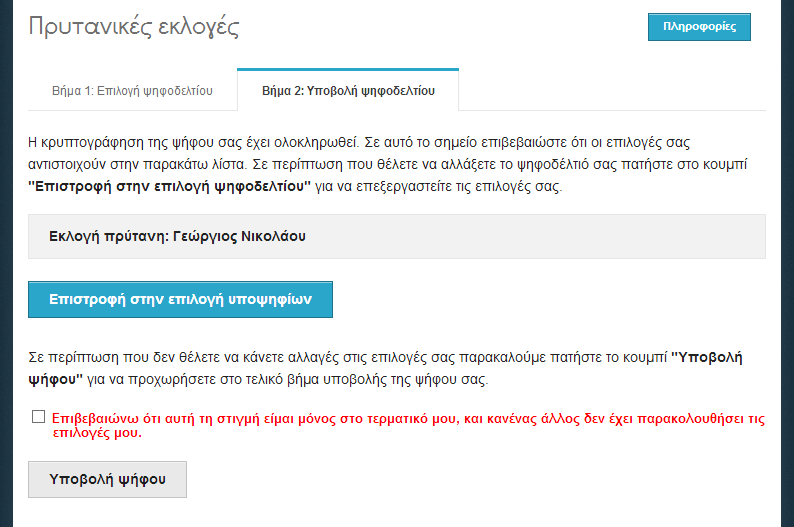 Πρυτανικές εκλογές
Πληροφορίες
Βήμα 1: Επιλογή ψηφοδελτίου
Βήμα 2: Υποβολή ψηφοδελτίου
Η κρυπτογράφηση της ψήφου σας έχει ολοκληρωθεί. Σε αυτό το σημείο επιβεβαιώστε ότι οι επιλογές σας
αντιστοιχούν στην παρακάτω λίστα. Σε περίπτωση που θέλετε να αλλάξετε το ψηφοδέλτιό σας πατήστε στο κουμπί
"Επιστροφή στην επιλογή ψηφοδελτίου" για να επεξεργαστείτε τις επιλογές σας.
Εκλογή πρύτανη: Γεώργιος Νικολάου
Επιστροφή στην επιλογή υποψηφίων
Σε περίπτωση που δεν θέλετε να κάνετε αλλαγές στις επιλογές σας παρακαλούμε πατήστε το κουμπί "Υποβολή
ψήφου" για να προχωρήσετε στο τελικό βήμα υποβολής της ψήφου σας.
Επιβεβαιώνω ότι αυτή τη στιγμή είμαι μόνος στο τερματικό μου, και κανένας άλλος δεν έχει παρακολουθήσει τις
επιλογές μου.
Υποβολή ψήφου